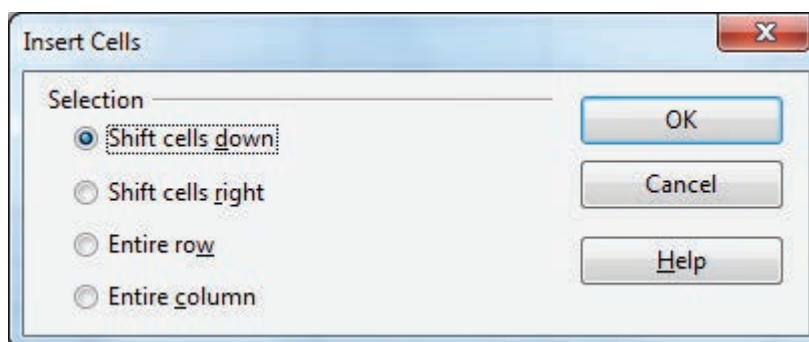 Insert Cells
Selection
Shift cells down
Shift cells right
Entire row
Entire column
OK
Cancel
Help